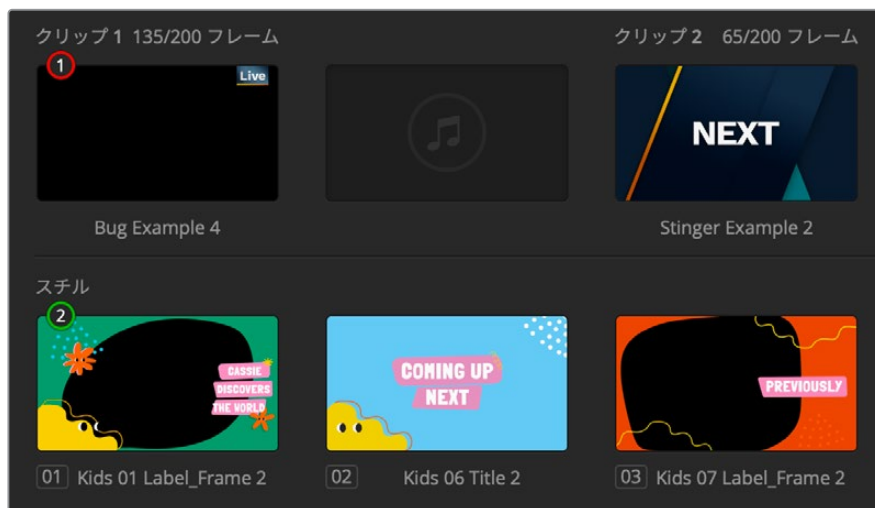 クリップ 1 135/200 フレーム
クリップ 2 65/200 フレーム
1
Live
NEXT
Bug Example 4
Stinger Example 2
スチル
2
CASSIE
DISCOVERS
THE WORLD
COMING UP
NEXT
PREVIOUSLY
01 Kids 01 Label_Frame 2
02 Kids 06 Title 2
03 Kids 07 Label_Frame 2